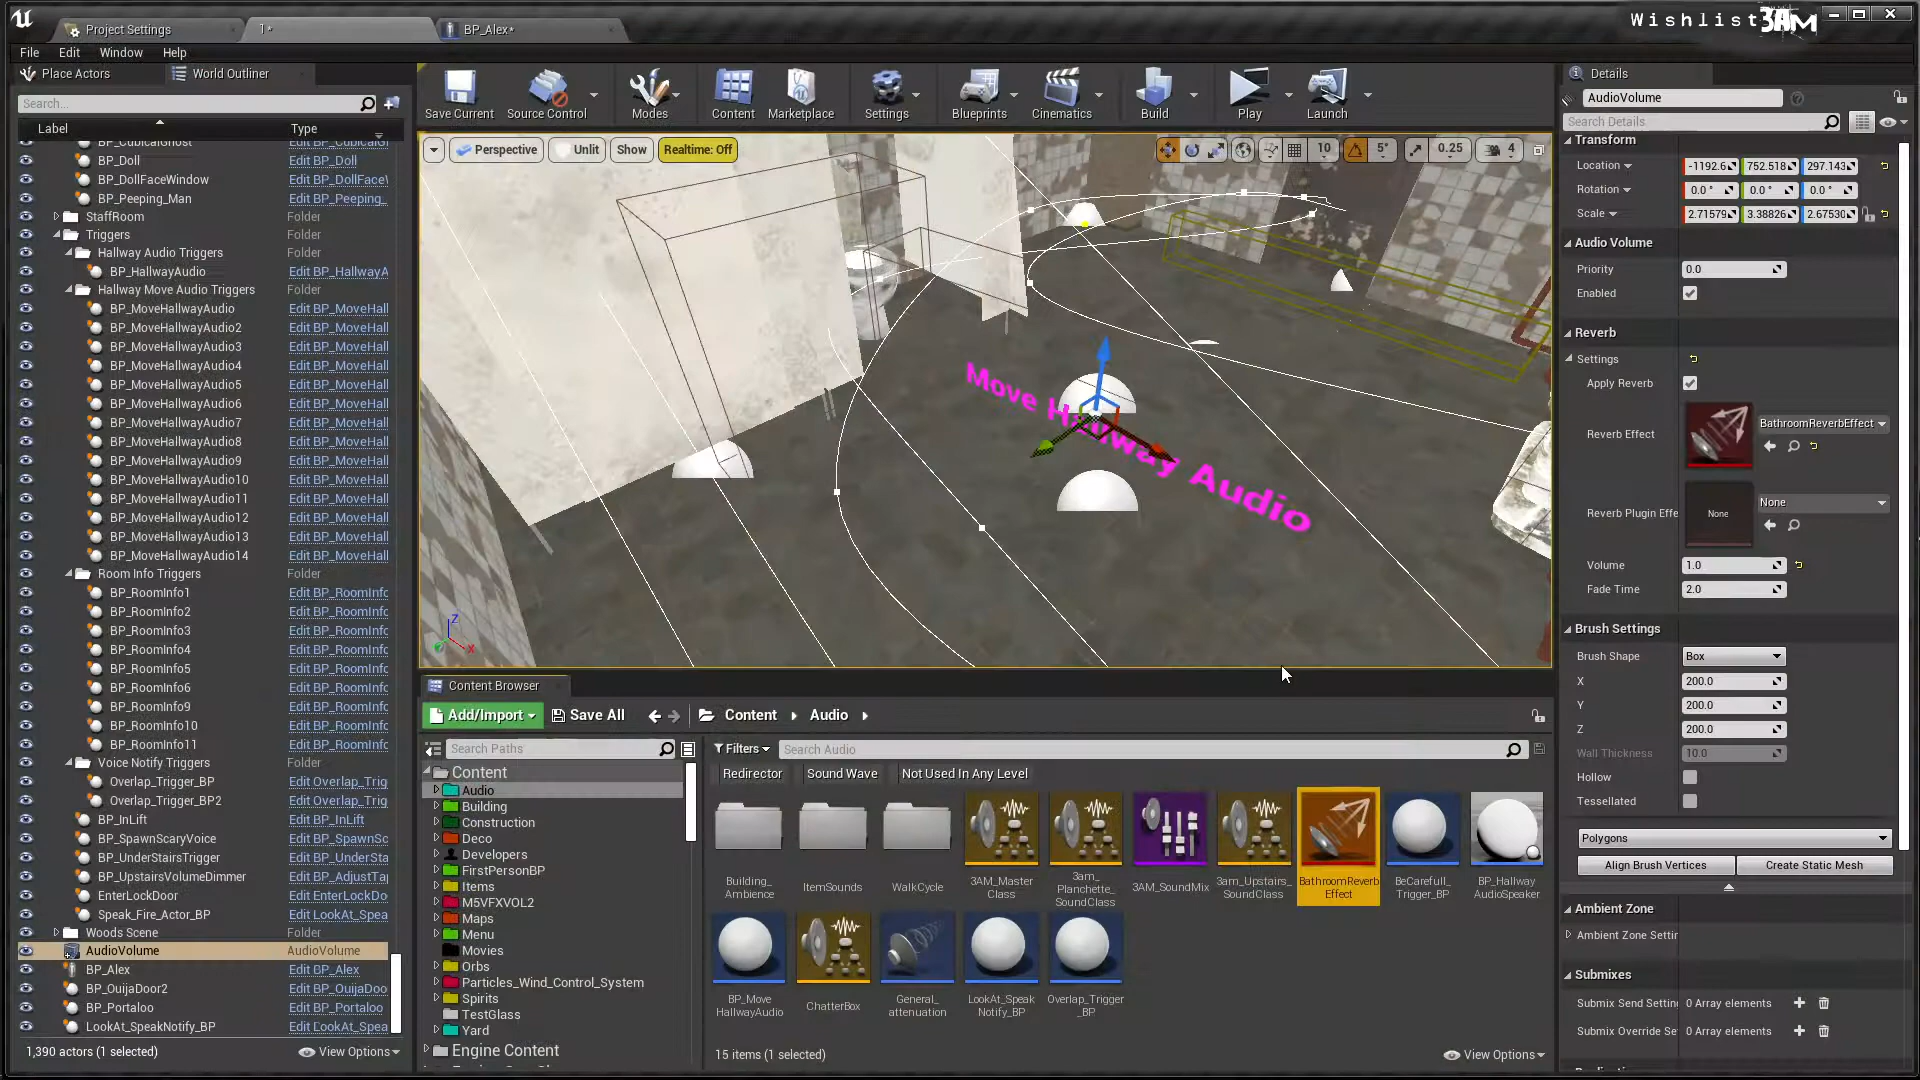 Project Settings
1*
BP_Alex*
Wishlist
3AM
File
Edit
Window
Help
Place Actors
World Outliner
Search...
Label
Type
BP_CubicalGhost
BP_Doll
Edit BP_Doll
BP_DollFaceWindow
Edit BP_DollFaceV
BP_Peeping_Man
Edit BP_Peeping_
StaffRoom
Folder
Triggers
Folder
Hallway Audio Triggers
Folder
BP_HallwayAudio
Edit BP_HallwayA
Hallway Move Audio Triggers
Folder
BP_MoveHallwayAudio
Edit BP_MoveHall
BP_MoveHallwayAudio2
Edit BP_MoveHall
BP_MoveHallwayAudio3
Edit BP_MoveHall
BP_MoveHallwayAudio4
Edit BP_MoveHall
BP_MoveHallwayAudio5
Edit BP_MoveHall
BP_MoveHallwayAudio6
Edit BP_MoveHall
BP_MoveHallwayAudio7
Edit BP_MoveHall
BP_MoveHallwayAudio8
Edit BP_MoveHall
BP_MoveHallwayAudio9
Edit BP_MoveHall
BP_MoveHallwayAudio10
Edit BP_MoveHall
BP_MoveHallwayAudio11
Edit BP_MoveHall
BP_MoveHallwayAudio12
Edit BP_MoveHall
BP_MoveHallwayAudio13
Edit BP_MoveHall
BP_MoveHallwayAudio14
Edit BP_MoveHall
Room Info Triggers
Folder
BP_RoomInfo1
Edit BP_RoomInfc
BP_RoomInfo2
Edit BP_RoomInfc
BP_RoomInfo3
Edit BP_RoomInfc
BP_RoomInfo4
Edit BP_RoomInfc
BP_RoomInfo5
Edit BP_RoomInfc
BP_RoomInfo6
Edit BP_RoomInfc
BP_RoomInfo9
Edit BP_RoomInfc
BP_RoomInfo10
Edit BP_RoomInfc
BP_RoomInfo11
Edit BP_RoomInfc
Voice Notify Triggers
Folder
Overlap_Trigger_BP
Edit Overlap_Trig
Overlap_Trigger_BP2
Edit Overlap_Trig
BP_InLift
Edit BP_InLift
BP_SpawnScaryVoice
Edit BP_SpawnSc
BP_UnderStairsTrigger
Edit BP_UnderSta
BP_UpstairsVolumeDimmer
Edit BP_AdjustTa
EnterLockDoor
Edit EnterLockDo
Speak_Fire_Actor_BP
Edit LookAt_Spea
Woods Scene
Folder
AudioVolume
AudioVolume
BP_Alex
Edit BP_Alex
BP_OuijaDoor2
Edit BP_OuijaDoo
BP_Portaloo
Edit BP_Portaloo
LookAt_SpeakNotify_BP
Edit LookAt_Spea
1,390 actors (1 selected)
View Options
Save Current
Source Control
Modes
Content
Marketplace
Settings
Blueprints
Cinematics
Build
Play
Launch
Perspective
Unlit
Show
Realtime: Off
10
5°
0.25
4
Move Hallway Audio
Z
X
Content Browser
Add/Import
Save All
Content
Audio
Search Paths
Filters
Search Audio
Redirector
Sound Wave
Not Used In Any Level
Content
Audio
Building
Construction
Deco
Developers
FirstPersonBP
Items
M5VFXVOL2
Maps
Menu
Movies
Orbs
Particles_Wind_Control_System
Spirits
TestGlass
Yard
Engine Content
Building_
Ambience
ItemSounds
WalkCycle
3AM_Master
Class
3am_
Planchette_
SoundClass
3AM_SoundMix
3am_Upstairs_
SoundClass
BathroomReverb
Effect
BeCarefull_
Trigger_BP
BP_Hallway
AudioSpeaker
BP_Move
HallwayAudio
ChatterBox
General_
attenuation
LookAt_Speak
Notify_BP
Overlap_Trigger
_BP
15 items (1 selected)
View Options
Details
AudioVolume
Search Details
Transform
Location
-1192.6
752.518
297.143
Rotation
0.0 °
0.0 °
0.0 °
Scale
2.71579
3.38826
2.67530
Audio Volume
Priority
0.0
Enabled
Reverb
Settings
Apply Reverb
Reverb Effect
BathroomReverbEffect
Reverb Plugin Effe
None
None
Volume
1.0
Fade Time
2.0
Brush Settings
Brush Shape
Box
X
200.0
Y
200.0
Z
200.0
Wall Thickness
10.0
Hollow
Tessellated
Polygons
Align Brush Vertices
Create Static Mesh
Ambient Zone
Ambient Zone Settir
Submixes
Submix Send Settin
0 Array elements
Submix Override Se
0 Array elements